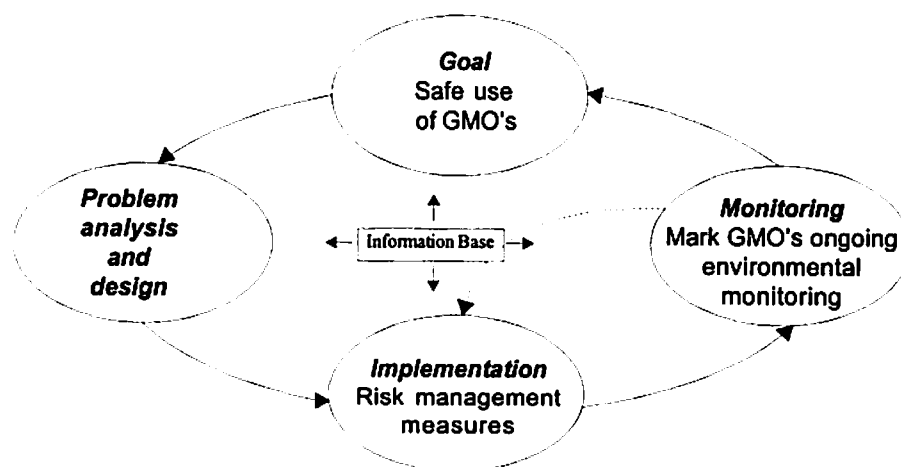 Goal
Safe use
of GMO's
Problem
analysis
and
design
Information Base
Monitoring
Mark GMO's ongoing
environmental
monitoring
Implementation
Risk management
measures